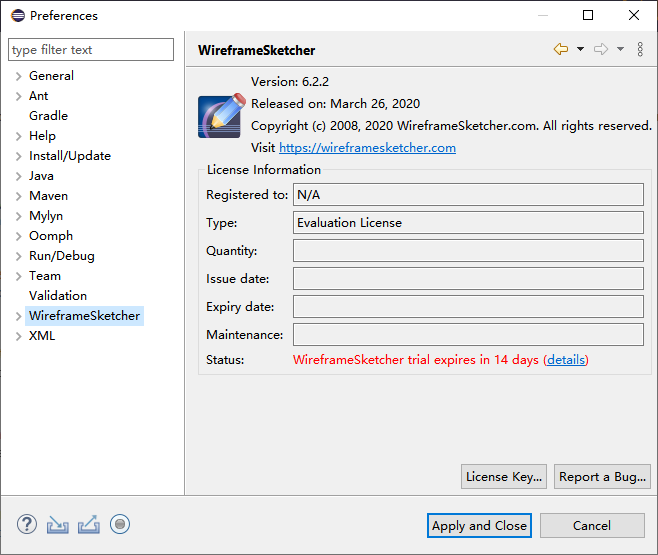 Preferences
type filter text
General
Ant
Gradle
Help
Install/Update
Java
Maven
Mylyn
Oomph
Run/Debug
Team
Validation
WireframeSketcher
XML
WireframeSketcher
Version: 6.2.2
Released on: March 26, 2020
Copyright (c) 2008, 2020 WireframeSketcher.com. All rights reserved.
Visit https://wireframesketcher.com
License Information
Registered to: N/A
Type: Evaluation License
Quantity:
Issue date:
Expiry date:
Maintenance:
Status: WireframeSketcher trial expires in 14 days (details)
License Key... Report a Bug...
Apply and Close Cancel